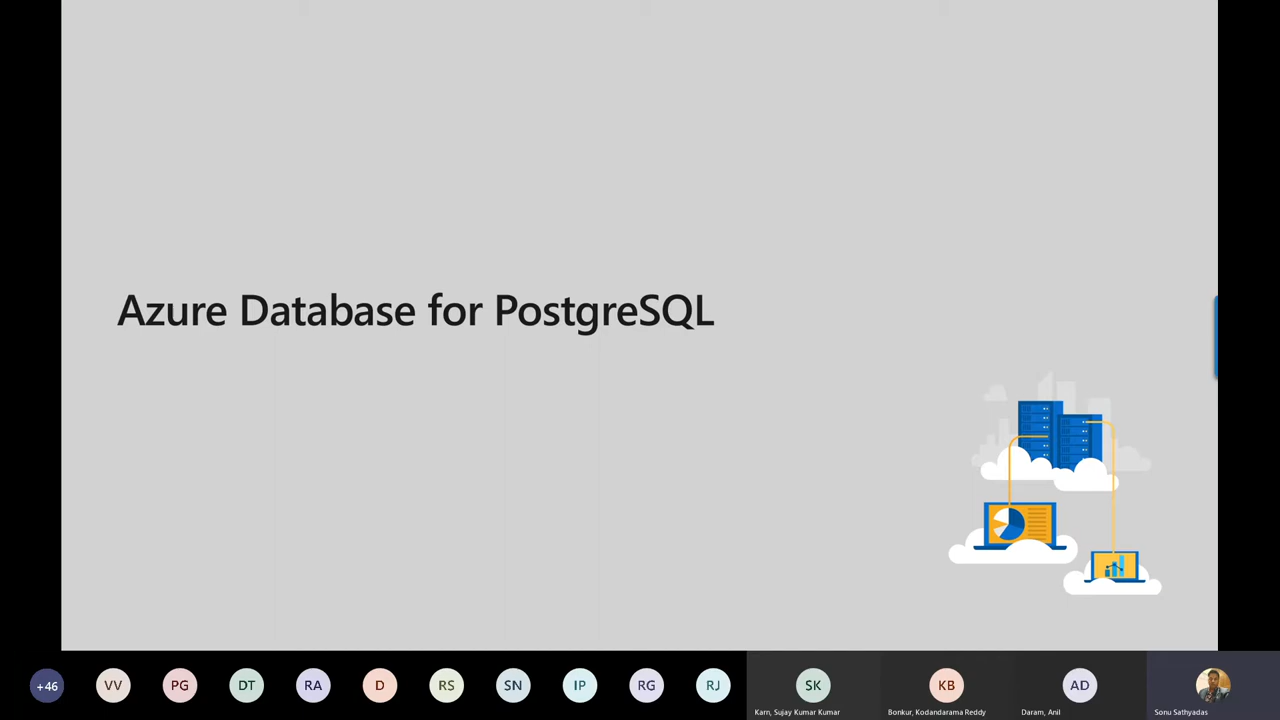 Azure Database for PostgreSQL
+46
VV
PG
DT
RA
D
RS
SN
IP
RG
RJ
SK
KB
AD
Karn, Sujay Kumar Kumar
Bonkur, Kodandarama Reddy
Daram, Anil
Sonu Sathyadas